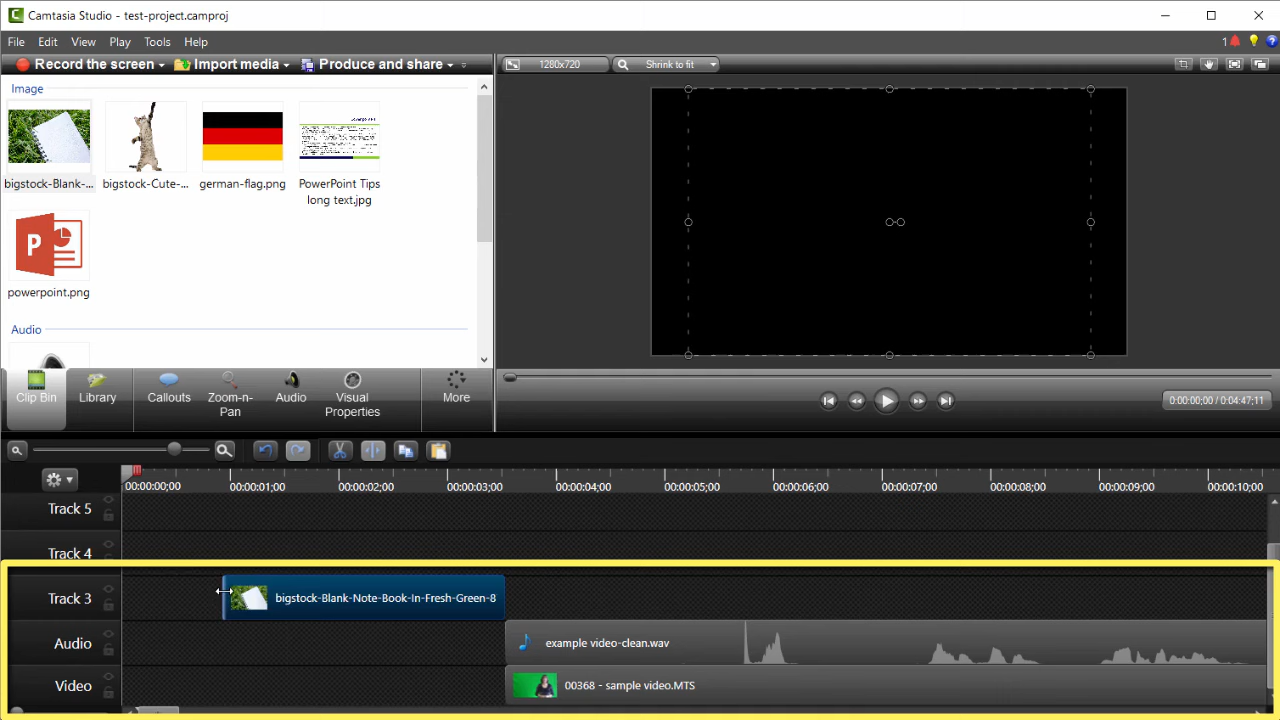 Camtasia Studio - test-project.camproj
File Edit View Play Tools Help
1
Record the screen Import media Produce and share
1280x720 Shrink to fit
Image
bigstock-Blank-... bigstock-Cute-... german-flag.png PowerPoint Tips long text.jpg
powerpoint.png
Audio
Clip Bin Library Callouts Zoom-n-Pan Audio Visual Properties More
0:00:00;00 / 0:04:47;11
00:00:00;00 00:00:01;00 00:00:02;00 00:00:03;00 00:00:04;00 00:00:05;00 00:00:06;00 00:00:07;00 00:00:08;00 00:00:09;00 00:00:10;00
Track 5
Track 4
Track 3 bigstock-Blank-Note-Book-In-Fresh-Green-8
Audio example video-clean.wav
Video 00368 - sample video.MTS